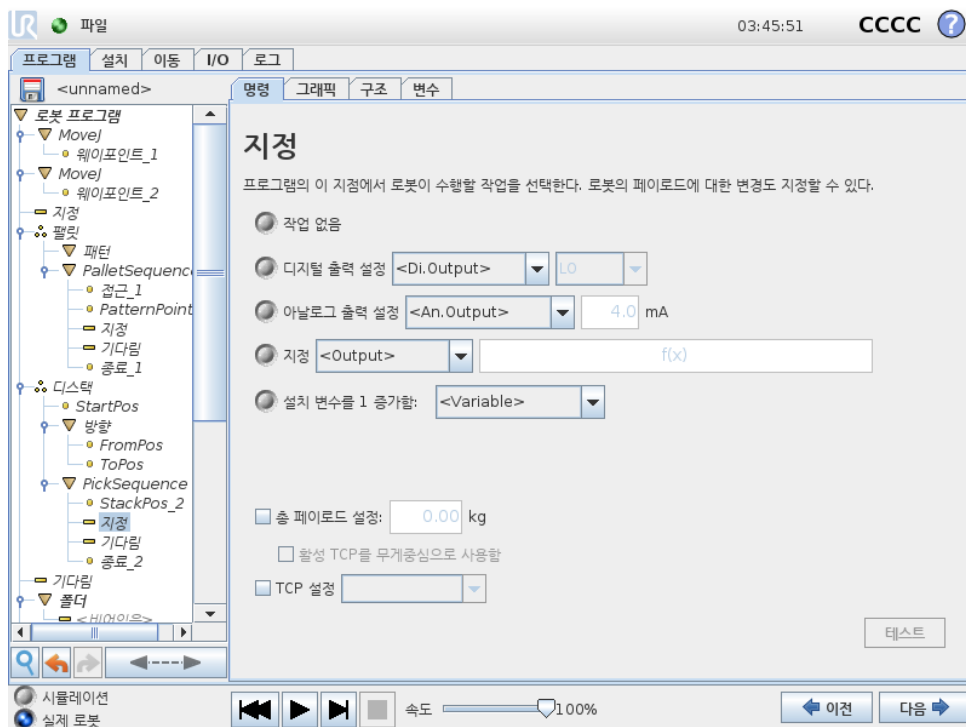 UR 파일 03:45:51 CCCC ?
프로그램 설치 이동 I/O 로그
<unnamed>
명령 그래픽 구조 변수
로봇 프로그램
MoveJ
웨이포인트_1
MoveJ
웨이포인트_2
지정
팔릿
패턴
PalletSequenc
접근_1
PatternPoint
지정
기다림
종료_1
디스택
StartPos
방향
FromPos
ToPos
PickSequence
StackPos_2
지정
기다림
종료_2
기다림
폴더
<비어있음>
지정
프로그램의 이 지점에서 로봇이 수행할 작업을 선택한다. 로봇의 페이로드에 대한 변경도 지정할 수 있다.
작업 없음
디지털 출력 설정 <Di.Output> LO
아날로그 출력 설정 <An.Output> 4.0 mA
지정 <Output> f(x)
설치 변수를 1 증가함: <Variable>
총 페이로드 설정: 0.00 kg
활성 TCP를 무게중심으로 사용함
TCP 설정
테스트
시뮬레이션
실제 로봇
속도 100%
이전 다음